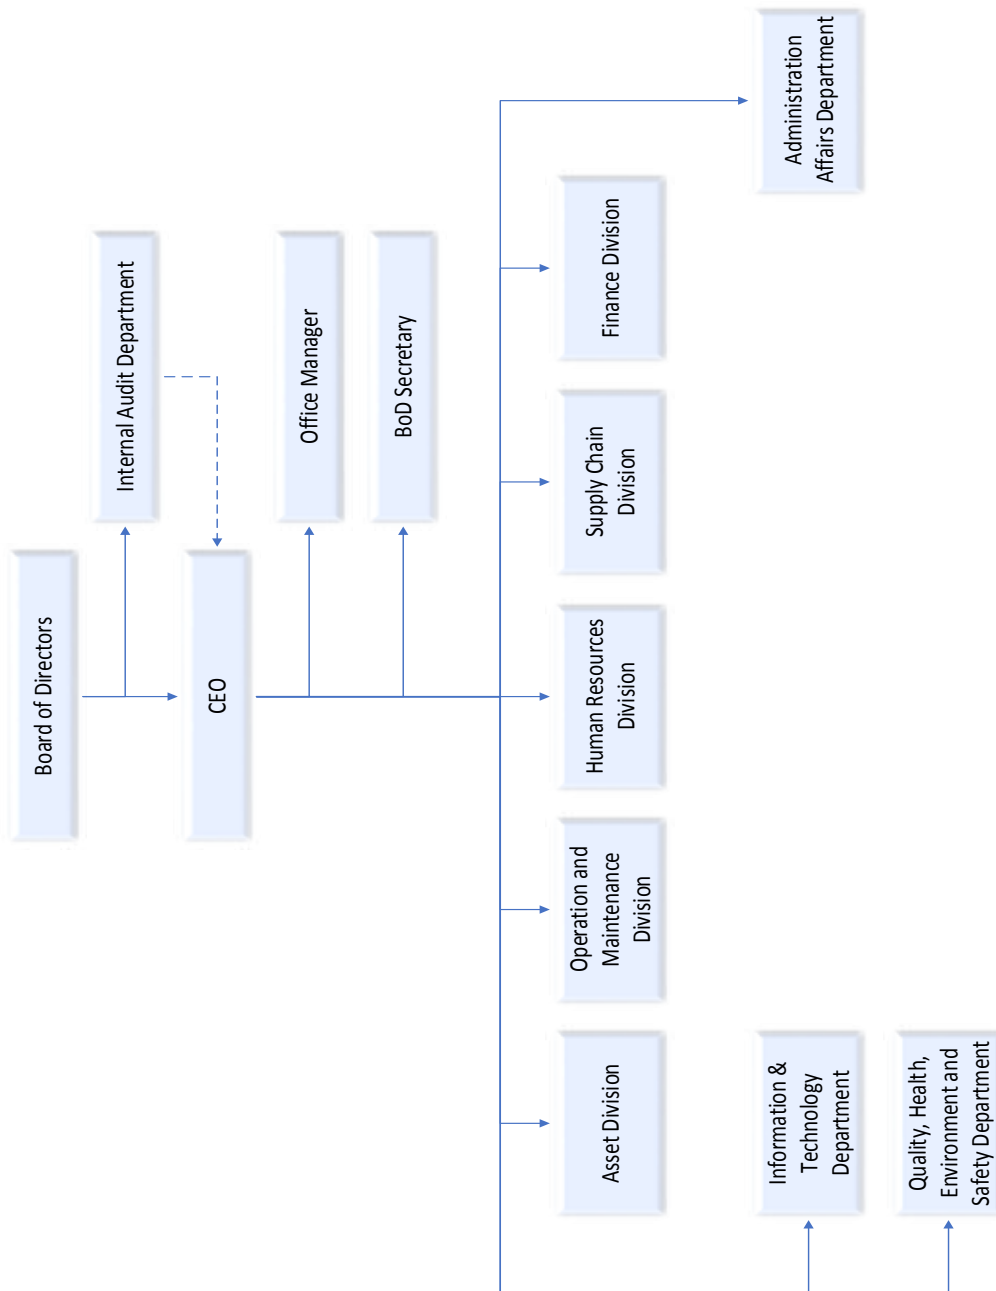 Board of Directors
Internal Audit Department
CEO
Office Manager
BoD Secretary
Asset Division
Operation and
Maintenance
Division
Human Resources
Division
Supply Chain
Division
Finance Division
Information &
Technology
Department
Administration
Affairs Department
Quality, Health,
Environment and
Safety Department